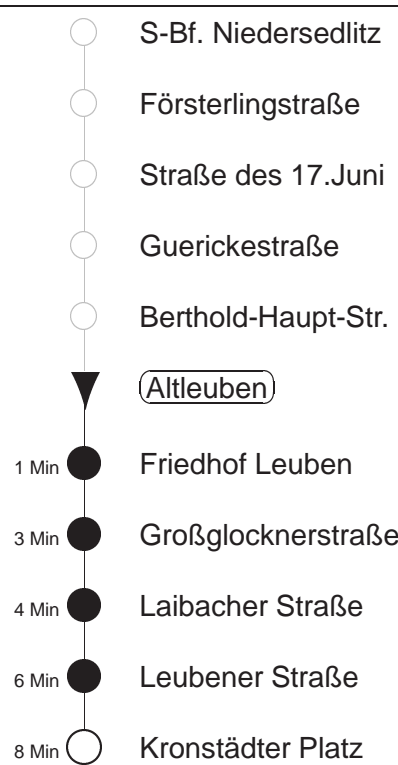 S-Bf. Niedersedlitz
Försterlingstraße
Straße des 17.Juni
Guerickestraße
Berthold-Haupt-Str.
Altleuben
1 Min Friedhof Leuben
3 Min Großglocknerstraße
4 Min Laibacher Straße
6 Min Leubener Straße
8 Min Kronstädter Platz